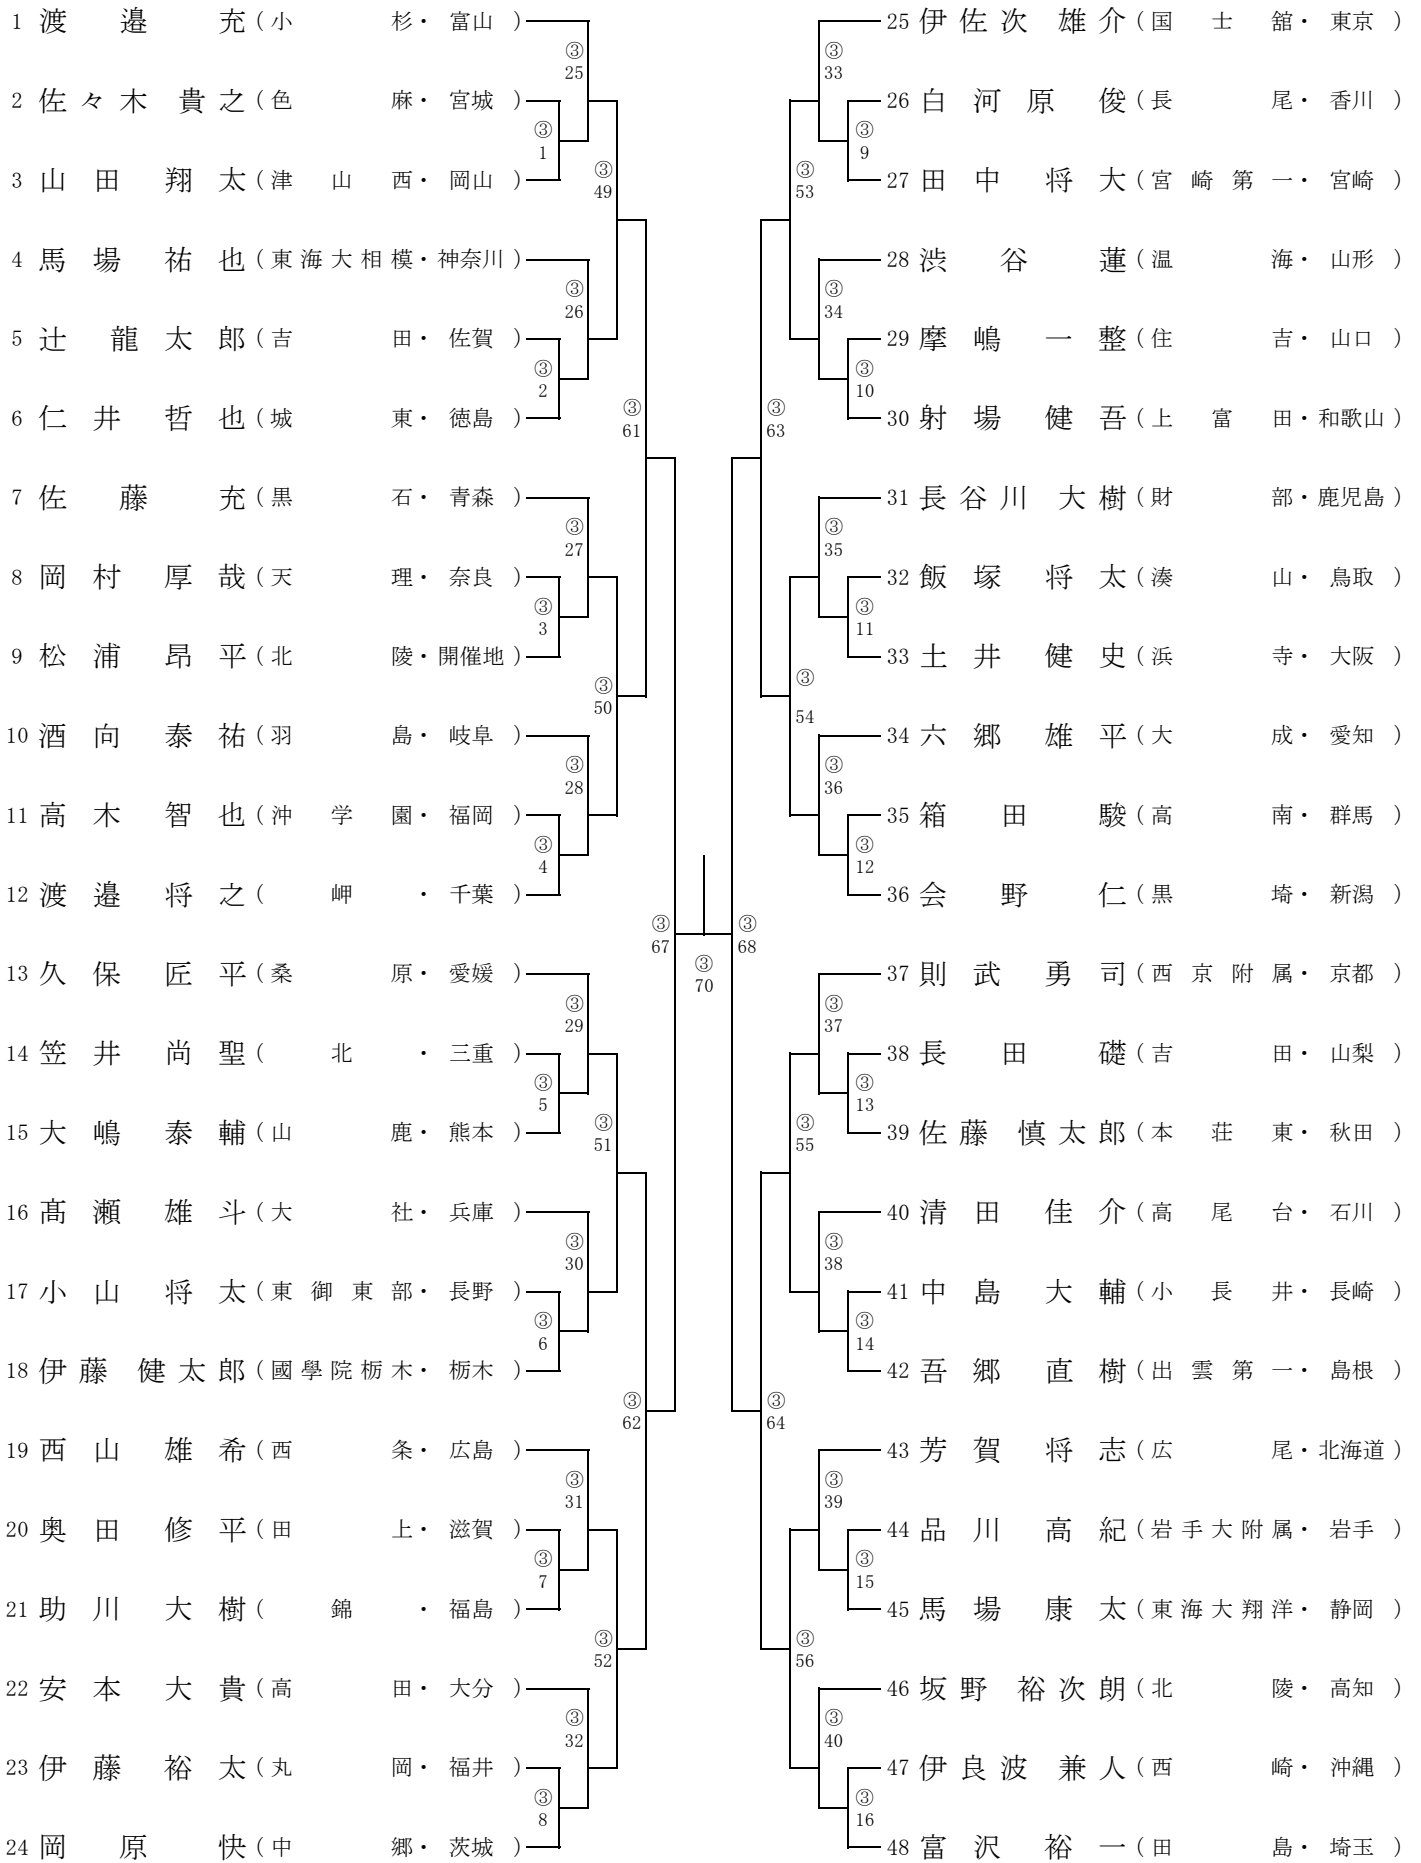 1 渡邉充(小杉・富山)
③
25
2 佐々木貴之(色麻・宮城)
③
1
3 山田翔太(津山西・岡山)
③
49
4 馬場祐也(東海大相模・神奈川)
③
26
5 辻龍太郎(吉田・佐賀)
③
2
6 仁井哲也(城東・徳島)
③
61
7 佐藤充(黒石・青森)
③
27
8 岡村厚哉(天理・奈良)
③
3
9 松浦昂平(北陵・開催地)
③
50
10 酒向泰祐(羽島・岐阜)
③
28
11 高木智也(沖学園・福岡)
③
4
12 渡邉将之(岬・千葉)
③
67
13 久保匠平(桑原・愛媛)
③
29
14 笠井尚聖(北・三重)
③
5
15 大嶋泰輔(山鹿・熊本)
③
51
16 髙瀬雄斗(大社・兵庫)
③
30
17 小山将太(東御東部・長野)
③
6
18 伊藤健太郎(國學院栃木・栃木)
③
62
19 西山雄希(西条・広島)
③
31
20 奥田修平(田上・滋賀)
③
7
21 助川大樹(錦・福島)
③
52
22 安本大貴(高田・大分)
③
32
23 伊藤裕太(丸岡・福井)
③
8
24 岡原快(中郷・茨城)
③
70
25 伊佐次雄介(国士舘・東京)
③
33
26 白河原俊(長尾・香川)
③
9
27 田中将大(宮崎第一・宮崎)
③
53
28 渋谷蓮(温海・山形)
③
34
29 摩嶋一整(住吉・山口)
③
10
30 射場健吾(上富田・和歌山)
③
63
31 長谷川大樹(財部・鹿児島)
③
35
32 飯塚将太(湊山・鳥取)
③
11
33 土井健史(浜寺・大阪)
③
54
34 六郷雄平(大成・愛知)
③
36
35 箱田駿(高南・群馬)
③
12
36 会野仁(黒埼・新潟)
③
68
37 則武勇司(西京附属・京都)
③
37
38 長田礎(吉田・山梨)
③
13
39 佐藤慎太郎(本荘東・秋田)
③
55
40 清田佳介(高尾台・石川)
③
38
41 中島大輔(小長井・長崎)
③
14
42 吾郷直樹(出雲第一・島根)
③
64
43 芳賀将志(広尾・北海道)
③
39
44 品川高紀(岩手大附属・岩手)
③
15
45 馬場康太(東海大翔洋・静岡)
③
56
46 坂野裕次朗(北陵・高知)
③
40
47 伊良波兼人(西崎・沖縄)
③
16
48 富沢裕一(田島・埼玉)